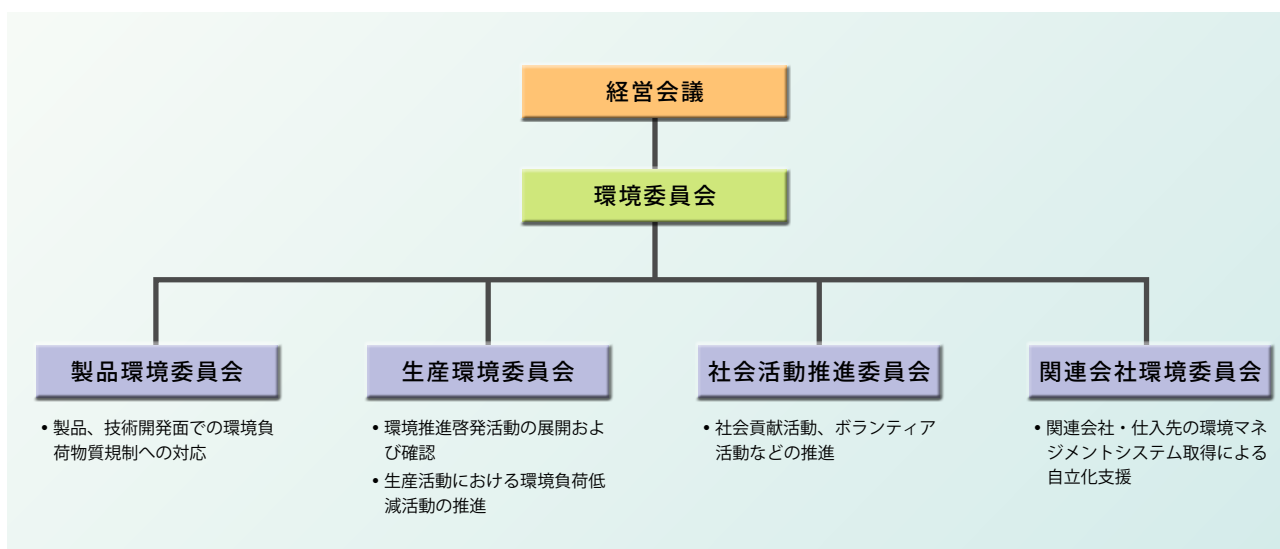 経営会議
環境委員会
製品環境委員会
•製品、技術開発面での環境負
荷物質規制への対応
生産環境委員会
•環境推進啓発活動の展開およ
び確認
•生産活動における環境負荷低
減活動の推進
社会活動推進委員会
•社会貢献活動、ボランティア
活動などの推進
関連会社環境委員会
•関連会社・仕入先の環境マネ
ジメントシステム取得による
自立化支援